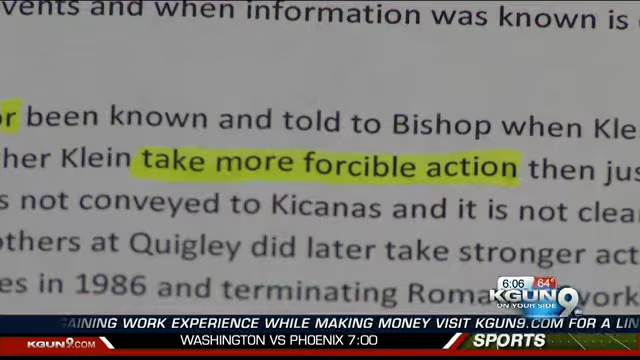 vents and when information was known is
or been known and told to Bishop when Kle
her Klein take more forcible action then jus
s not conveyed to Kicanas and it is not clea
others at Quigley did later take stronger act
es in 1986 and terminating Roma work
6:06 64°
KGUN9
ON YOUR SIDE
GAINING WORK EXPERIENCE WHILE MAKING MONEY VISIT KGUN9.COM FOR A LIN
KGUN9.COM WASHINGTON VS PHOENIX 7:00 SPORTS